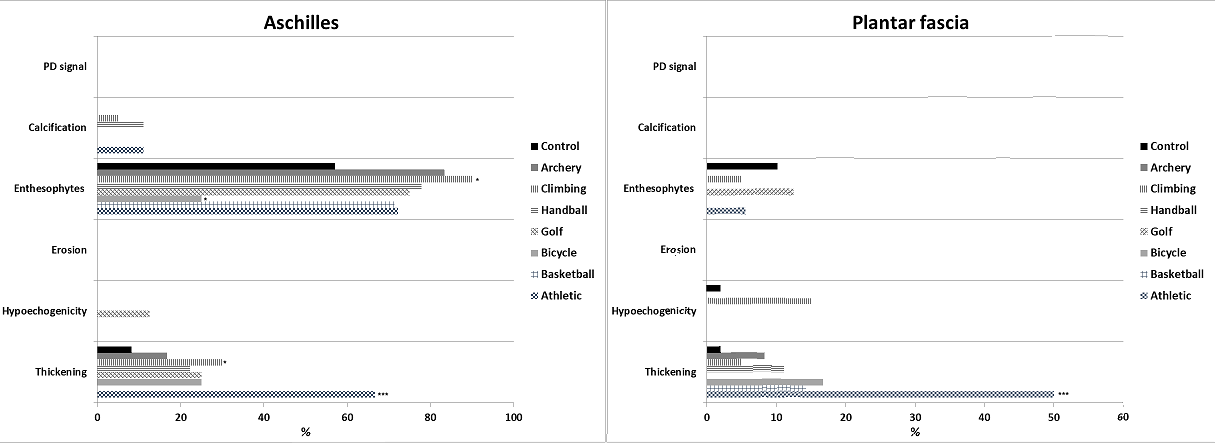 Aschilles
PD signal
Calcification
Enthesophytes
*
*
Erosion
Hypoechogenicity
Thickening
*
***
0 20 40 60 80 100
%
Control
Archery
Climbing
Handball
Golf
Bicycle
Basketball
Athletic
Plantar fascia
PD signal
Calcification
Enthesophytes
Erosion
Hypoechogenicity
Thickening
***
0 10 20 30 40 50 60
%
Control
Archery
Climbing
Handball
Golf
Bicycle
Basketball
Athletic